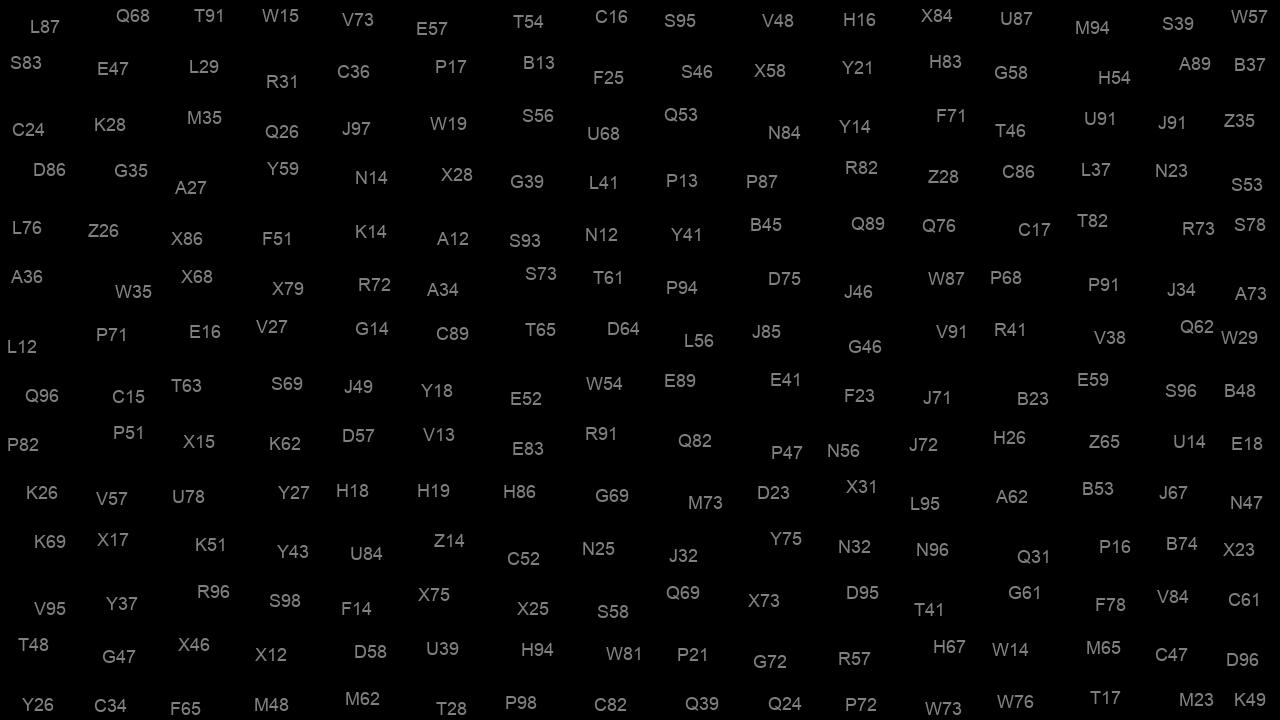 L87 Q68 T91 W15 V73 E57 T54 C16 S95 V48 H16 X84 U87 M94 S39 W57
S83 E47 L29 R31 C36 P17 B13 F25 S46 X58 Y21 H83 G58 H54 A89 B37
C24 K28 M35 Q26 J97 W19 S56 U68 Q53 N84 Y14 F71 T46 U91 J91 Z35
D86 G35 A27 Y59 N14 X28 G39 L41 P13 P87 R82 Z28 C86 L37 N23 S53
L76 Z26 X86 F51 K14 A12 S93 N12 Y41 B45 Q89 Q76 C17 T82 R73 S78
A36 W35 X68 X79 R72 A34 S73 T61 P94 D75 J46 W87 P68 P91 J34 A73
L12 P71 E16 V27 G14 C89 T65 D64 L56 J85 G46 V91 R41 V38 Q62 W29
Q96 C15 T63 S69 J49 Y18 E52 W54 E89 E41 F23 J71 B23 E59 S96 B48
P82 P51 X15 K62 D57 V13 E83 R91 Q82 P47 N56 J72 H26 Z65 U14 E18
K26 V57 U78 Y27 H18 H19 H86 G69 M73 D23 X31 L95 A62 B53 J67 N47
K69 X17 K51 Y43 U84 Z14 C52 N25 J32 Y75 N32 N96 Q31 P16 B74 X23
V95 Y37 R96 S98 F14 X75 X25 S58 Q69 X73 D95 T41 G61 F78 V84 C61
T48 G47 X46 X12 D58 U39 H94 W81 P21 G72 R57 H67 W14 M65 C47 D96
Y26 C34 F65 M48 M62 T28 P98 C82 Q39 Q24 P72 W73 W76 T17 M23 K49